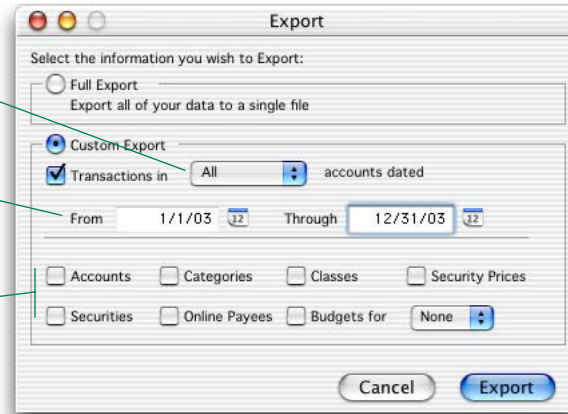 Export
Select the information you wish to Export:
Full Export
Export all of your data to a single file
Custom Export
Transactions in All accounts dated
From 1/1/03 12 Through 12/31/03 12
Accounts Categories Classes Security Prices
Securities Online Payees Budgets for None
Cancel Export